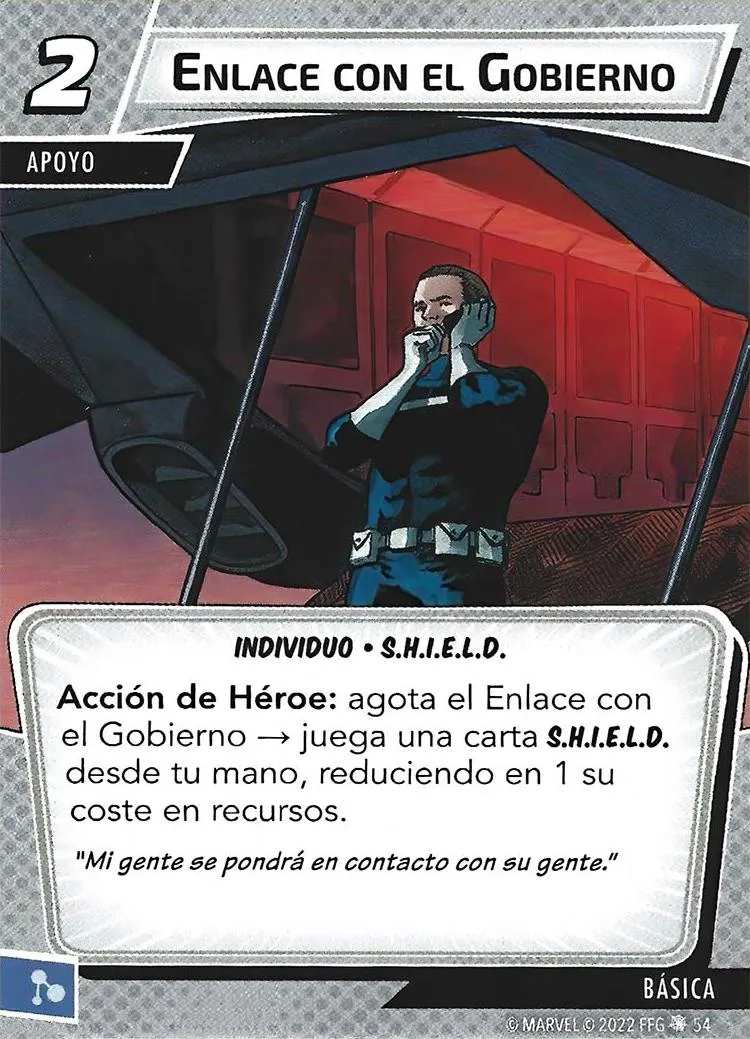 2
ENLACE CON EL GOBIERNO
APOYO
INDIVIDUO • S.H.I.E.L.D.
Acción de Héroe: agota el Enlace con
el Gobierno → juega una carta S.H.I.E.L.D.
desde tu mano, reduciendo en 1 su
coste en recursos.
"Mi gente se pondrá en contacto con su gente."
BÁSICA
© MARVEL © 2022 FFG 54